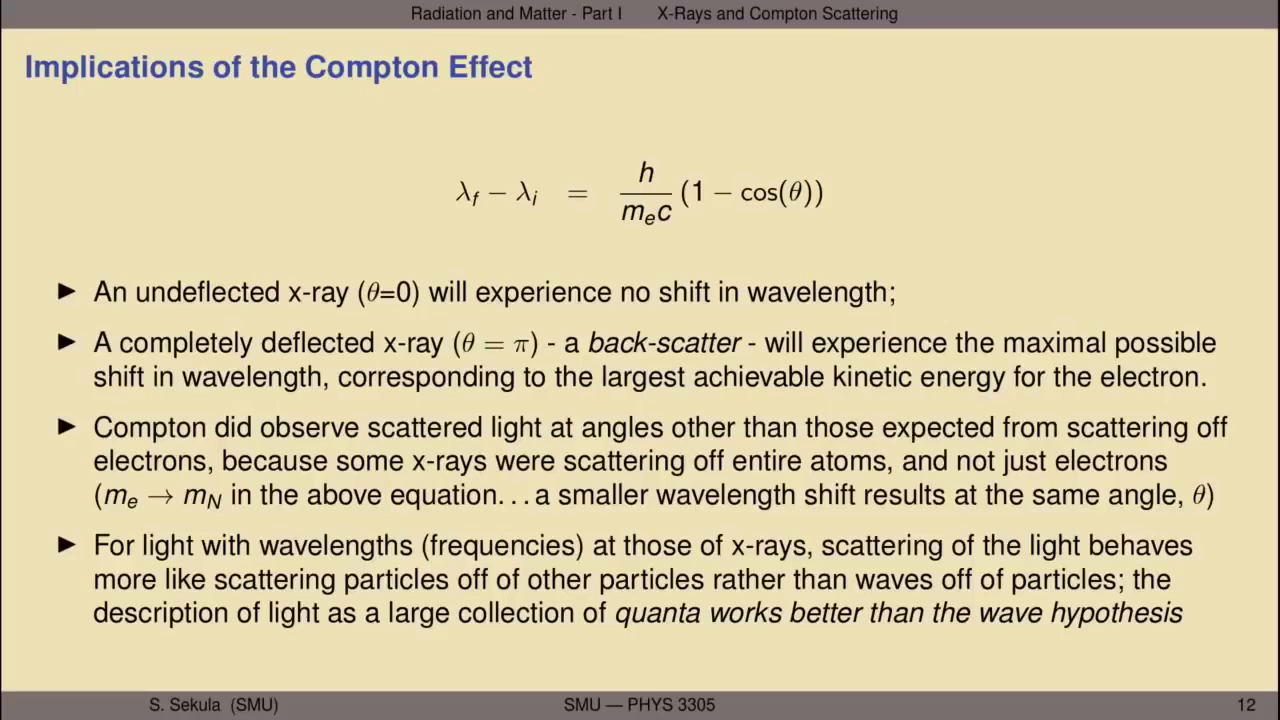 Radiation and Matter - Part I X-Rays and Compton Scattering
Implications of the Compton Effect
λ_f − λ_i = h / (m_e c) (1 − cos(θ))
▶ An undeflected x-ray (θ=0) will experience no shift in wavelength;
▶ A completely deflected x-ray (θ = π) - a back-scatter - will experience the maximal possible
shift in wavelength, corresponding to the largest achievable kinetic energy for the electron.
▶ Compton did observe scattered light at angles other than those expected from scattering off
electrons, because some x-rays were scattering off entire atoms, and not just electrons
(m_e → m_N in the above equation. . . a smaller wavelength shift results at the same angle, θ)
▶ For light with wavelengths (frequencies) at those of x-rays, scattering of the light behaves
more like scattering particles off of other particles rather than waves off of particles; the
description of light as a large collection of quanta works better than the wave hypothesis
S. Sekula (SMU) SMU — PHYS 3305 12